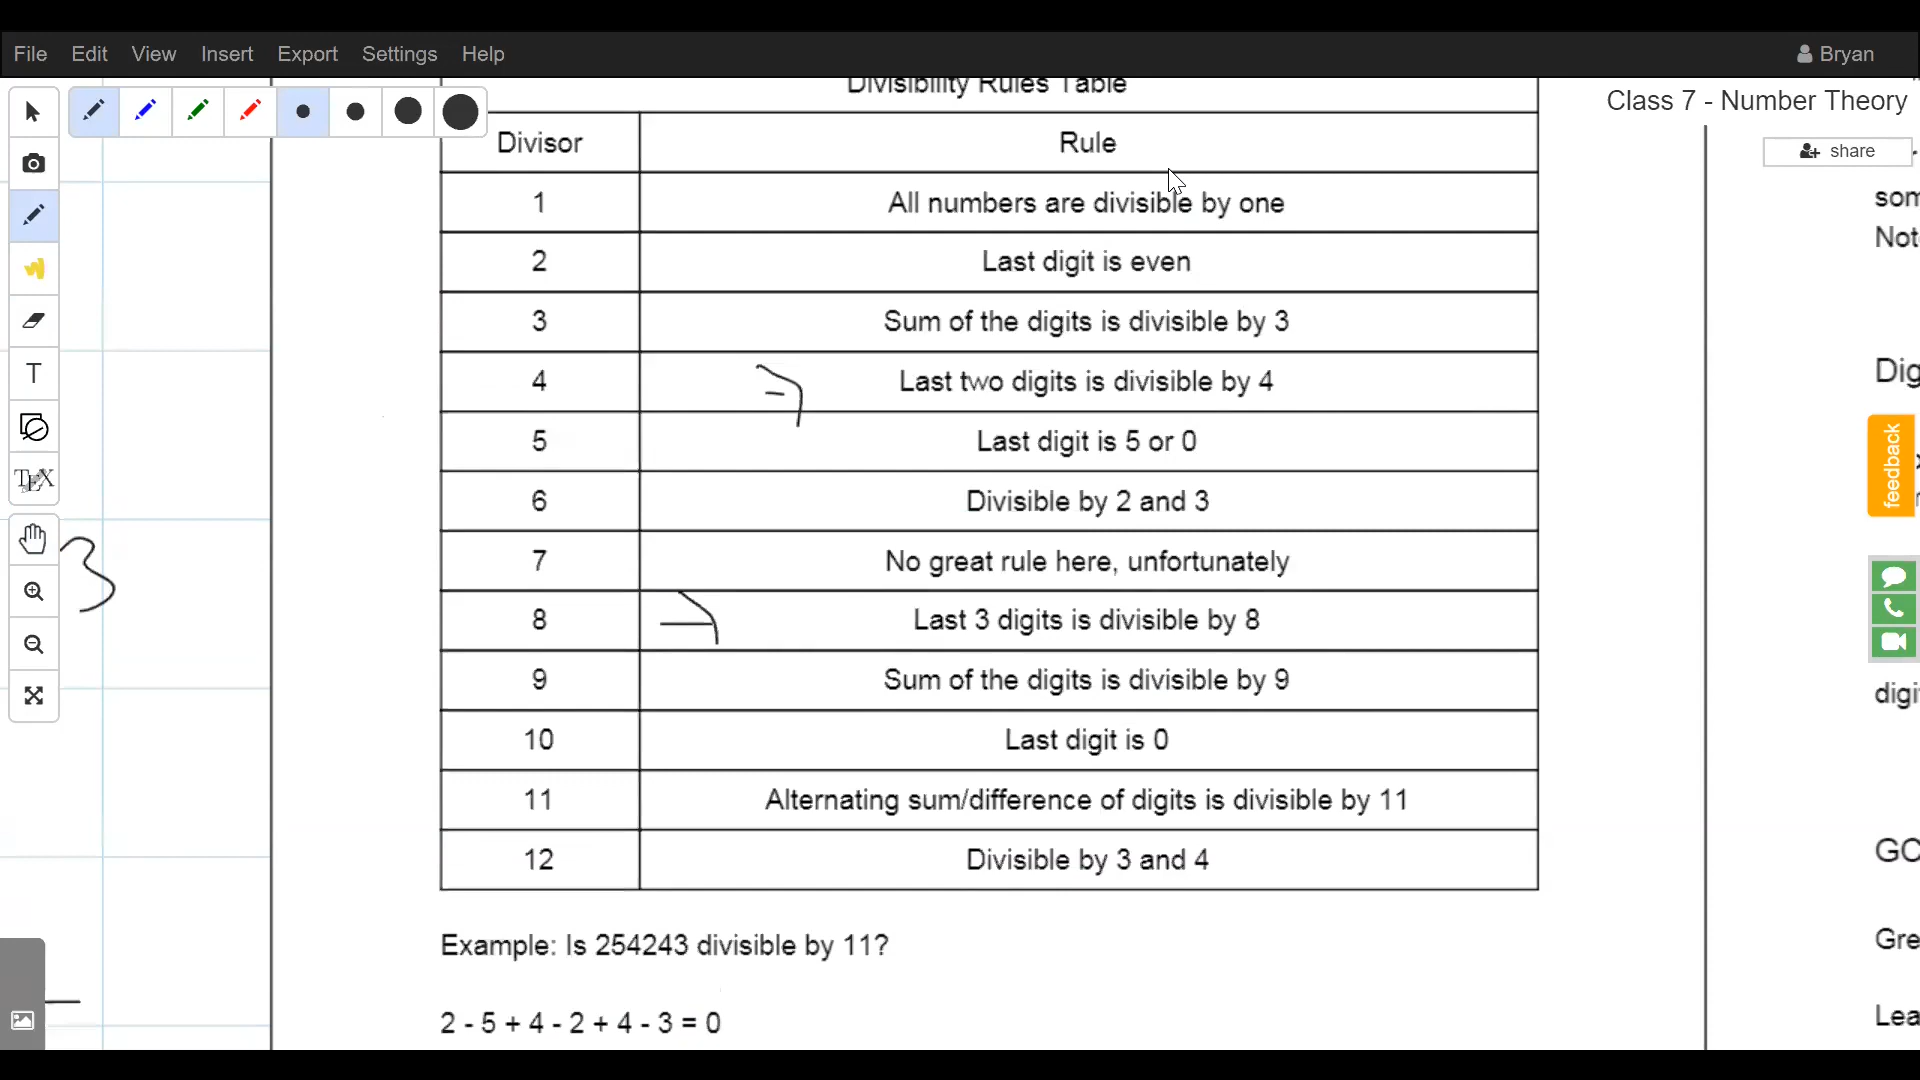 File Edit View Insert Export Settings Help Bryan
Divisibility Rules Table
Class 7 - Number Theory
share
Divisor Rule
1 All numbers are divisible by one
2 Last digit is even
3 Sum of the digits is divisible by 3
4 Last two digits is divisible by 4
5 Last digit is 5 or 0
6 Divisible by 2 and 3
7 No great rule here, unfortunately
8 Last 3 digits is divisible by 8
9 Sum of the digits is divisible by 9
10 Last digit is 0
11 Alternating sum/difference of digits is divisible by 11
12 Divisible by 3 and 4
Example: Is 254243 divisible by 11?
2 - 5 + 4 - 2 + 4 - 3 = 0
T
TEX
3
feedback